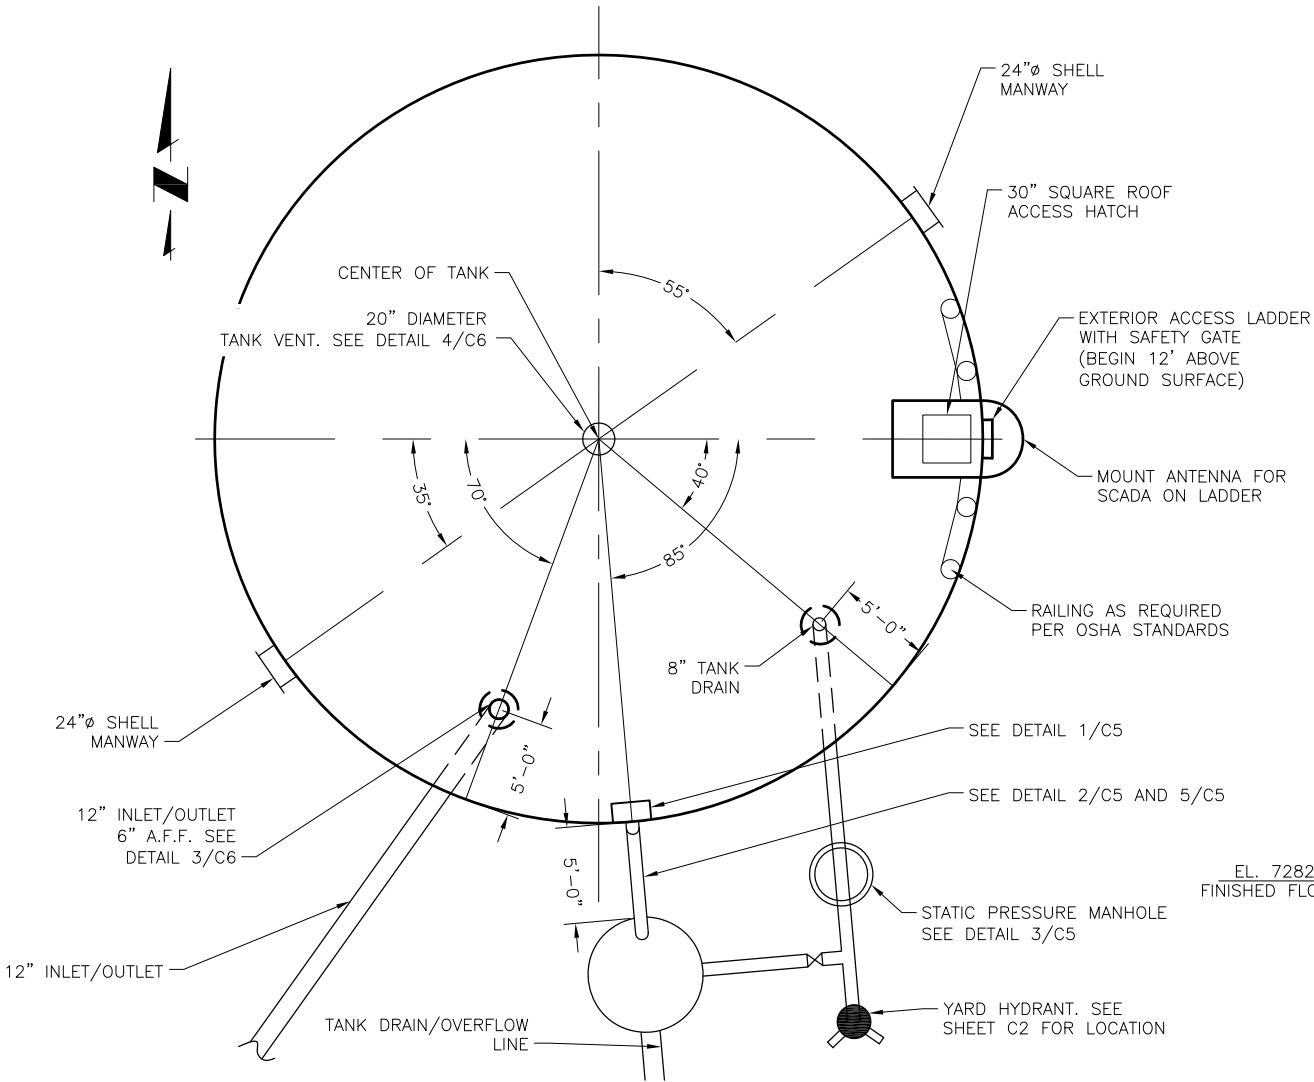 24"ø SHELL
MANWAY
30" SQUARE ROOF
ACCESS HATCH
N
CENTER OF TANK
55°
20" DIAMETER
TANK VENT. SEE DETAIL 4/C6
EXTERIOR ACCESS LADDER
WITH SAFETY GATE
(BEGIN 12' ABOVE
GROUND SURFACE)
35°
70°
40°
85°
MOUNT ANTENNA FOR
SCADA ON LADDER
5'-0"
RAILING AS REQUIRED
PER OSHA STANDARDS
8" TANK
DRAIN
24"ø SHELL
MANWAY
5'-0"
SEE DETAIL 1/C5
SEE DETAIL 2/C5 AND 5/C5
12" INLET/OUTLET
6" A.F.F. SEE
DETAIL 3/C6
5'-0"
EL. 7282
FINISHED FLO
STATIC PRESSURE MANHOLE
SEE DETAIL 3/C5
12" INLET/OUTLET
YARD HYDRANT. SEE
SHEET C2 FOR LOCATION
TANK DRAIN/OVERFLOW
LINE